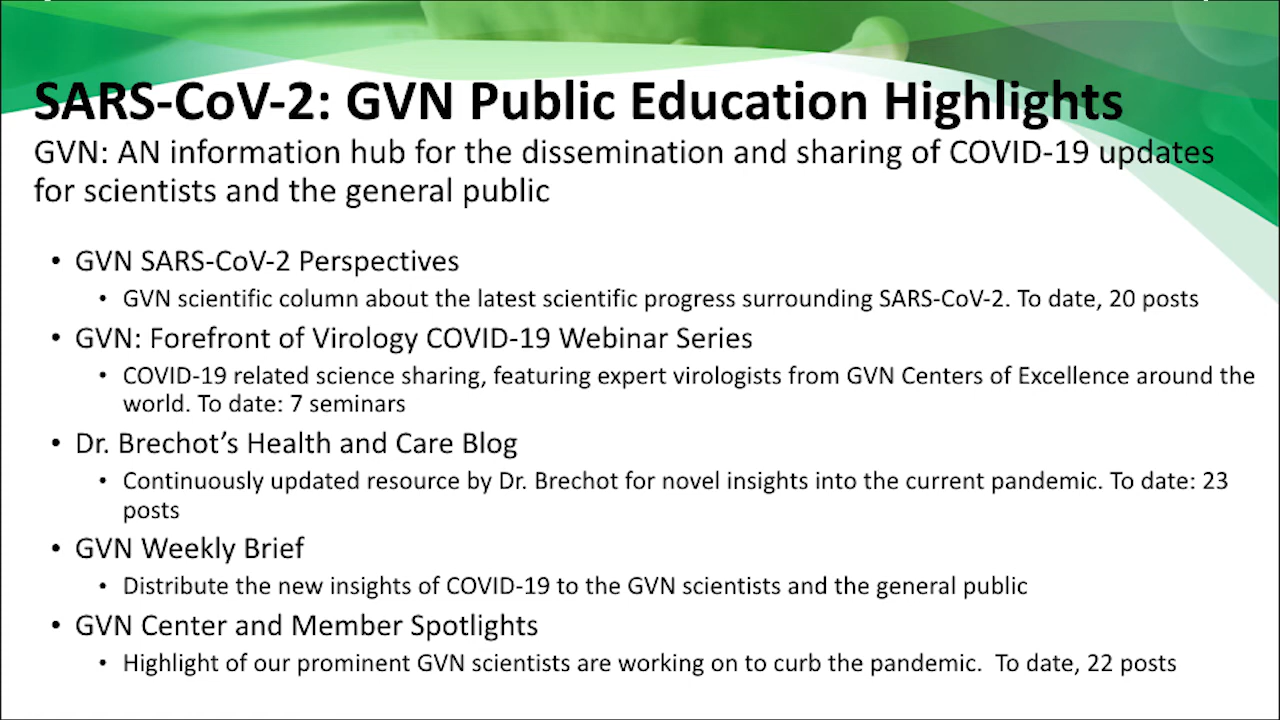 SARS-CoV-2: GVN Public Education Highlights
GVN: AN information hub for the dissemination and sharing of COVID-19 updates
for scientists and the general public
• GVN SARS-CoV-2 Perspectives
• GVN scientific column about the latest scientific progress surrounding SARS-CoV-2. To date, 20 posts
• GVN: Forefront of Virology COVID-19 Webinar Series
• COVID-19 related science sharing, featuring expert virologists from GVN Centers of Excellence around the
world. To date: 7 seminars
• Dr. Brechot’s Health and Care Blog
• Continuously updated resource by Dr. Brechot for novel insights into the current pandemic. To date: 23
posts
• GVN Weekly Brief
• Distribute the new insights of COVID-19 to the GVN scientists and the general public
• GVN Center and Member Spotlights
• Highlight of our prominent GVN scientists are working on to curb the pandemic.  To date, 22 posts